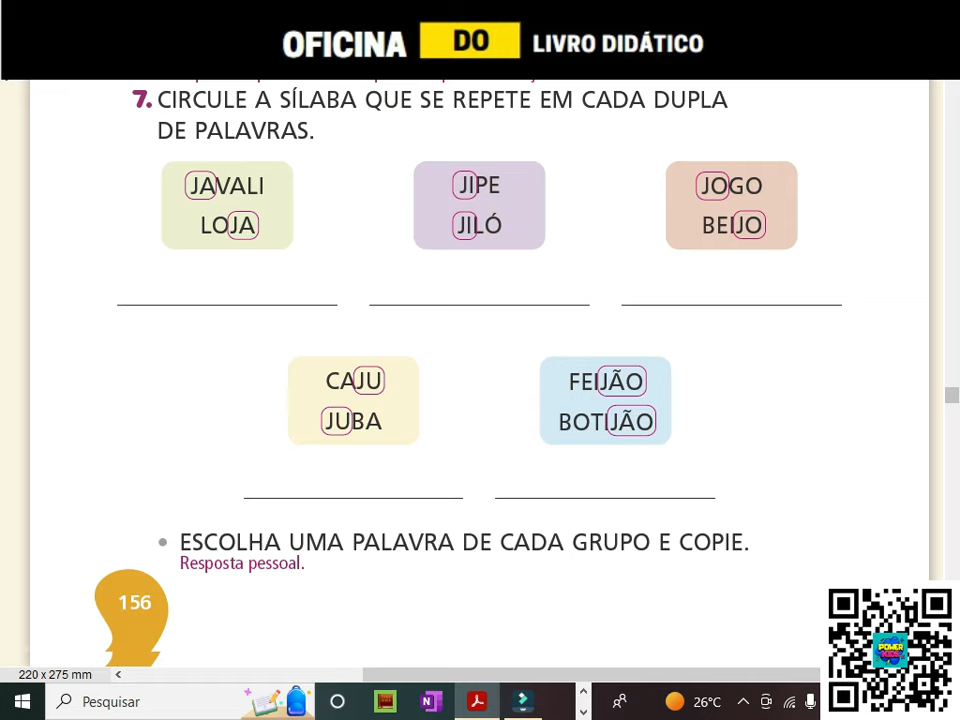 OFICINA DO LIVRO DIDÁTICO
7. CIRCULE A SÍLABA QUE SE REPETE EM CADA DUPLA
DE PALAVRAS.
JAVALI
LOJA
JIPE
JILÓ
JOGO
BEIJO
CAJU
JUBA
FEIJÃO
BOTIJÃO
• ESCOLHA UMA PALAVRA DE CADA GRUPO E COPIE.
Resposta pessoal.
156
POWER KIDS
220 x 275 mm
Pesquisar
26°C